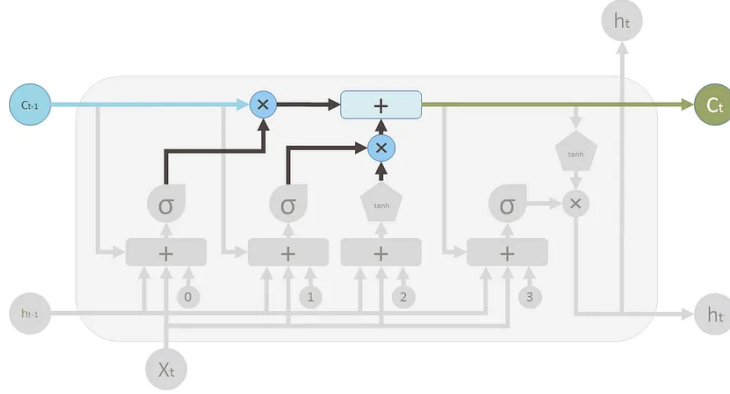 ht
Ct-1
×
+
Ct
×
tanh
σ
σ
tanh
σ
×
+
+
+
+
0
1
2
3
ht-1
ht
Xt